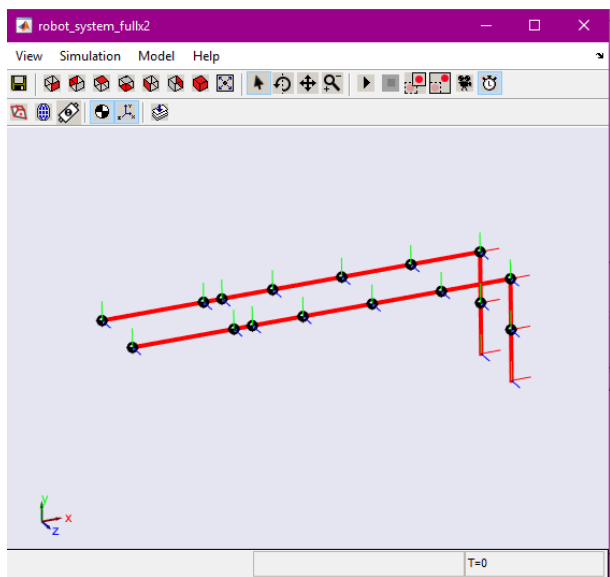 robot_system_fullx2
View Simulation Model Help
y
x
z
T=0